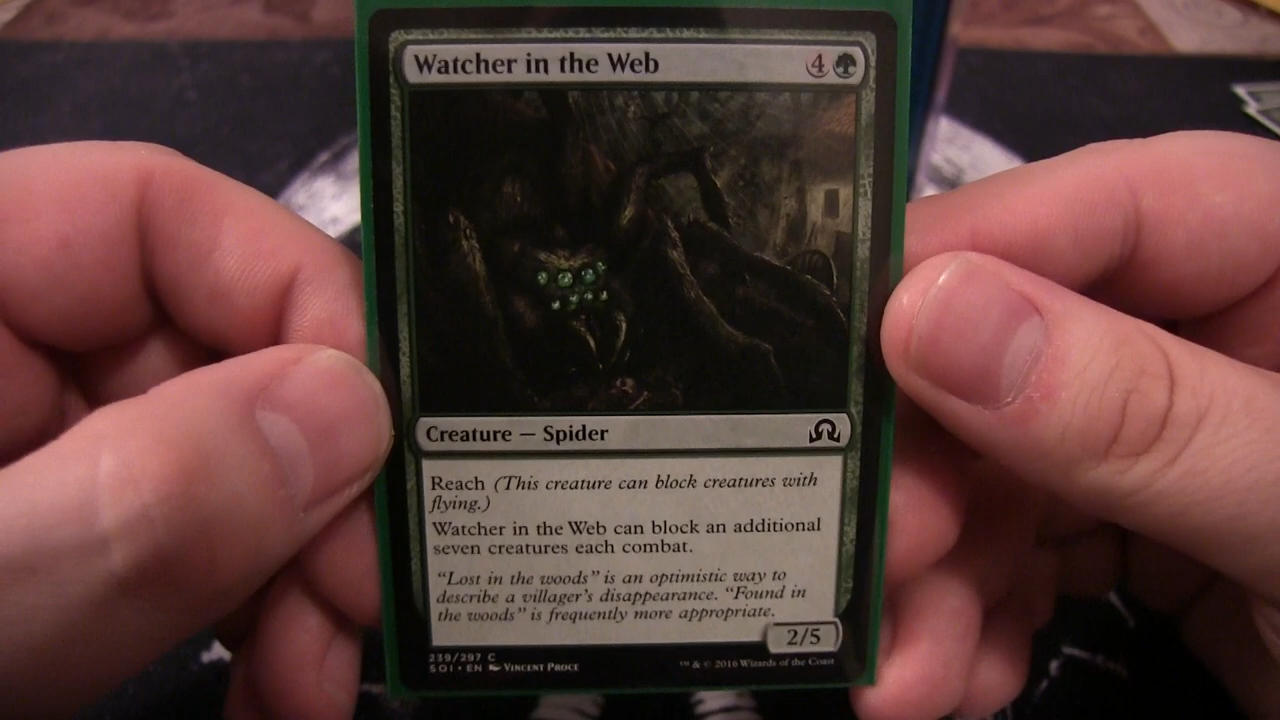 Watcher in the Web 4
Creature — Spider
Reach (This creature can block creatures with
flying.)
Watcher in the Web can block an additional
seven creatures each combat.
“Lost in the woods” is an optimistic way to
describe a villager’s disappearance. “Found in
the woods” is frequently more appropriate.
2/5
239/297 C
SOI • EN Vincent Proce
™ & © 2016 Wizards of the Coast